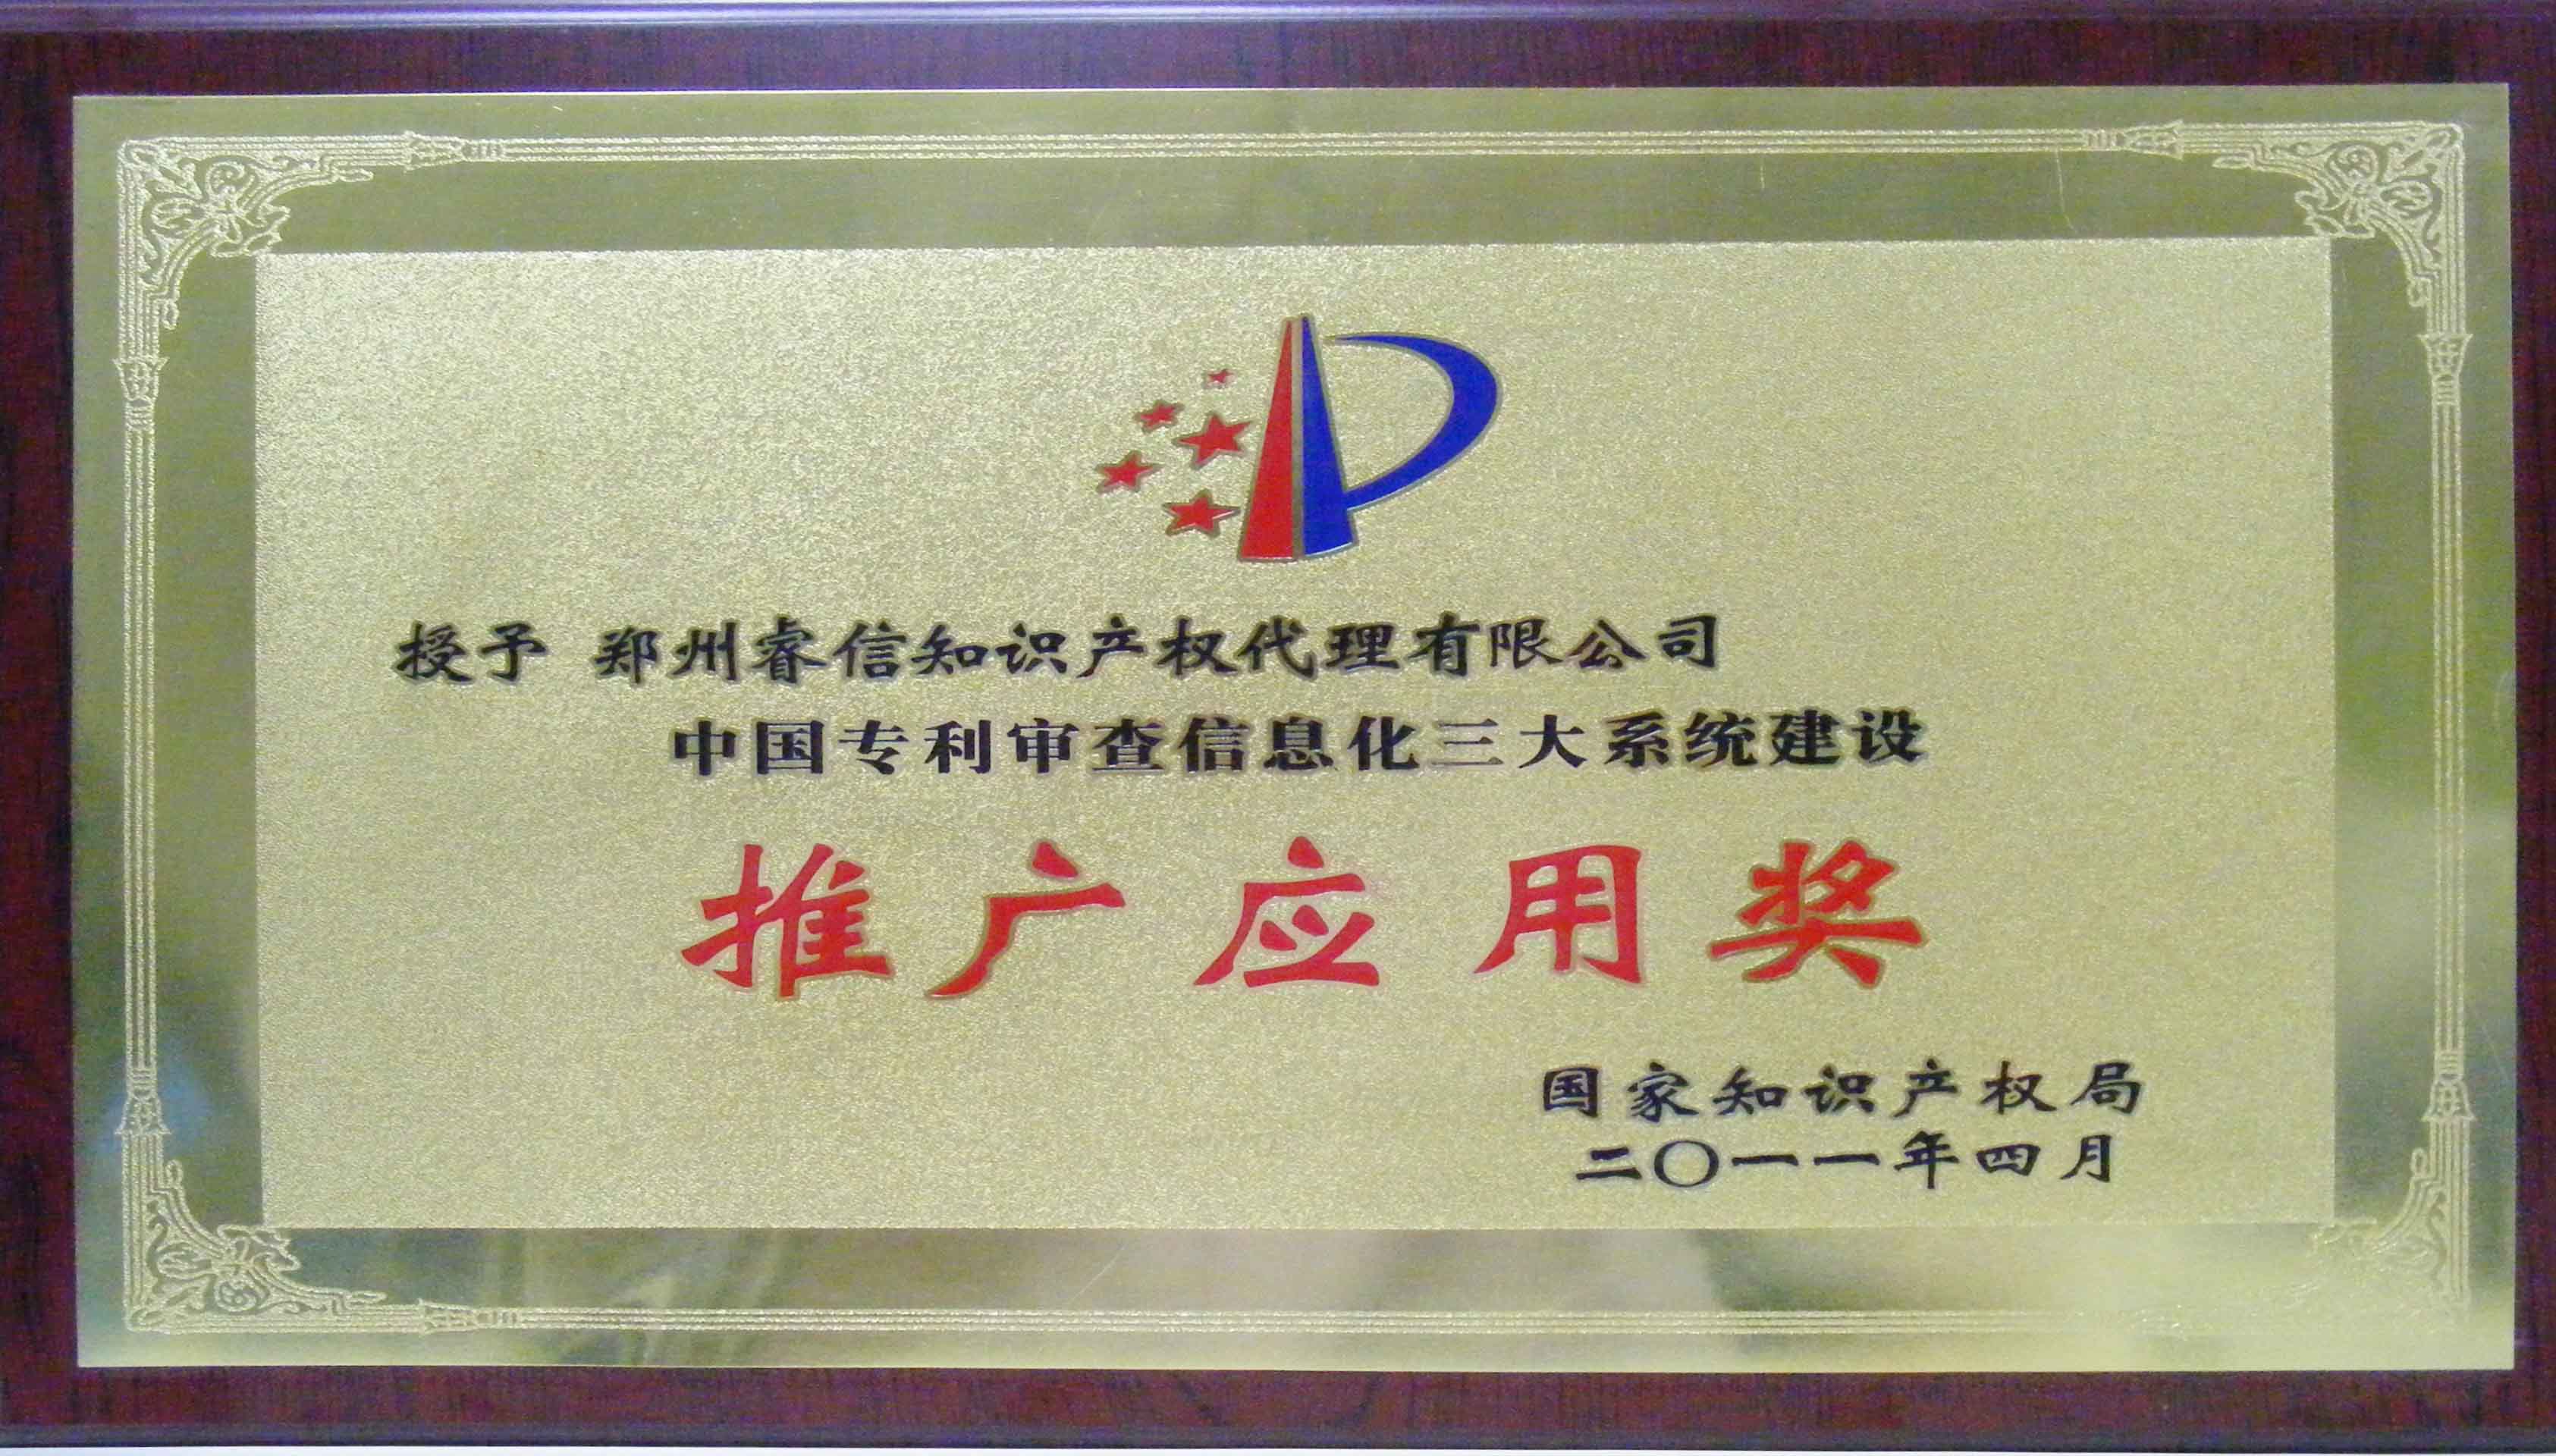 授予 郑州睿信知识产权代理有限公司
中国专利审查信息化三大系统建设
推广应用奖
国家知识产权局
二〇一一年四月